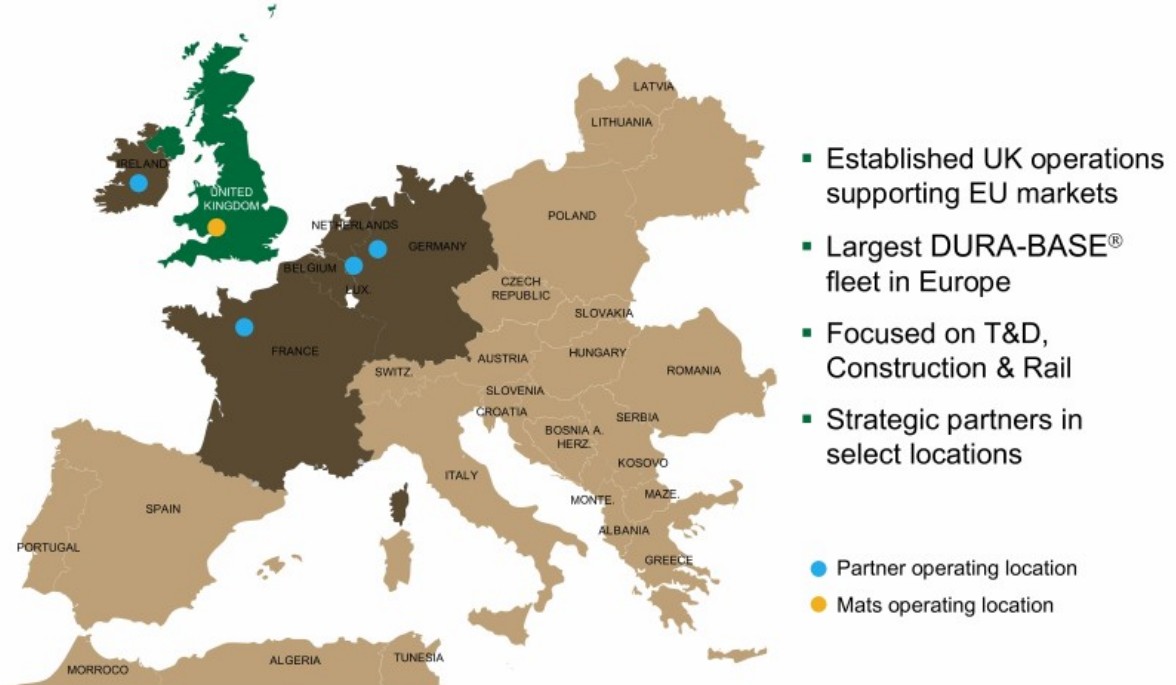 LATVIA
LITHUANIA
IRELAND
UNITED
KINGDOM
POLAND
NETHERLANDS
GERMANY
BELGIUM
LUX.
CZECH
REPUBLIC
SLOVAKIA
FRANCE
AUSTRIA
HUNGARY
SWITZ.
ROMANIA
SLOVENIA
CROATIA
SERBIA
BOSNIA A.
HERZ.
KOSOVO
ITALY
MONTE.
MAZE.
SPAIN
ALBANIA
PORTUGAL
GREECE
MORROCO
ALGERIA
TUNESIA
▪ Established UK operations
supporting EU markets
▪ Largest DURA-BASE®
fleet in Europe
▪ Focused on T&D,
Construction & Rail
▪ Strategic partners in
select locations
Partner operating location
Mats operating location